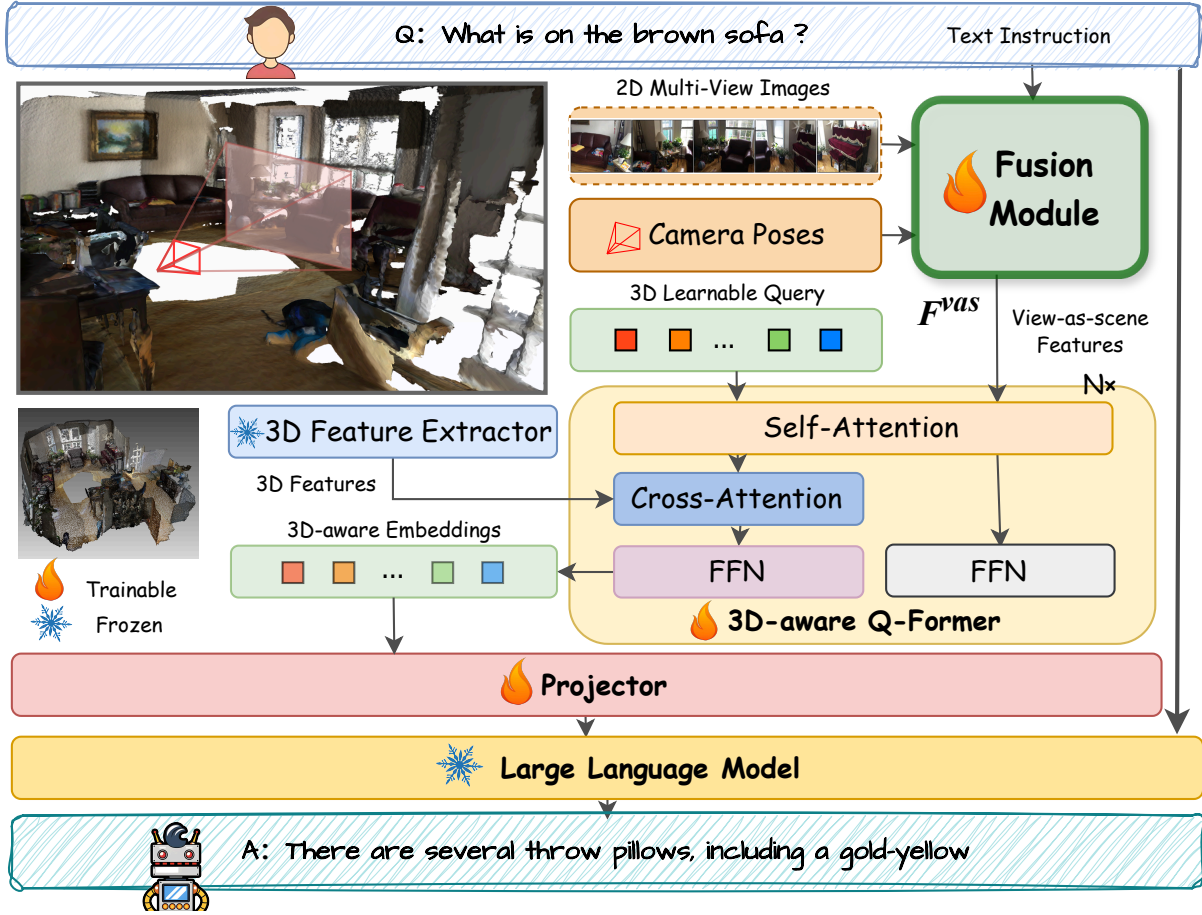 Q: What is on the brown sofa ?
Text Instruction
2D Multi-View Images
Fusion
Module
Camera Poses
3D Learnable Query
...
F^vas
View-as-scene
Features
N×
Self-Attention
3D Feature Extractor
3D Features
Cross-Attention
3D-aware Embeddings
...
FFN
FFN
Trainable
Frozen
3D-aware Q-Former
Projector
Large Language Model
A: There are several throw pillows, including a gold-yellow